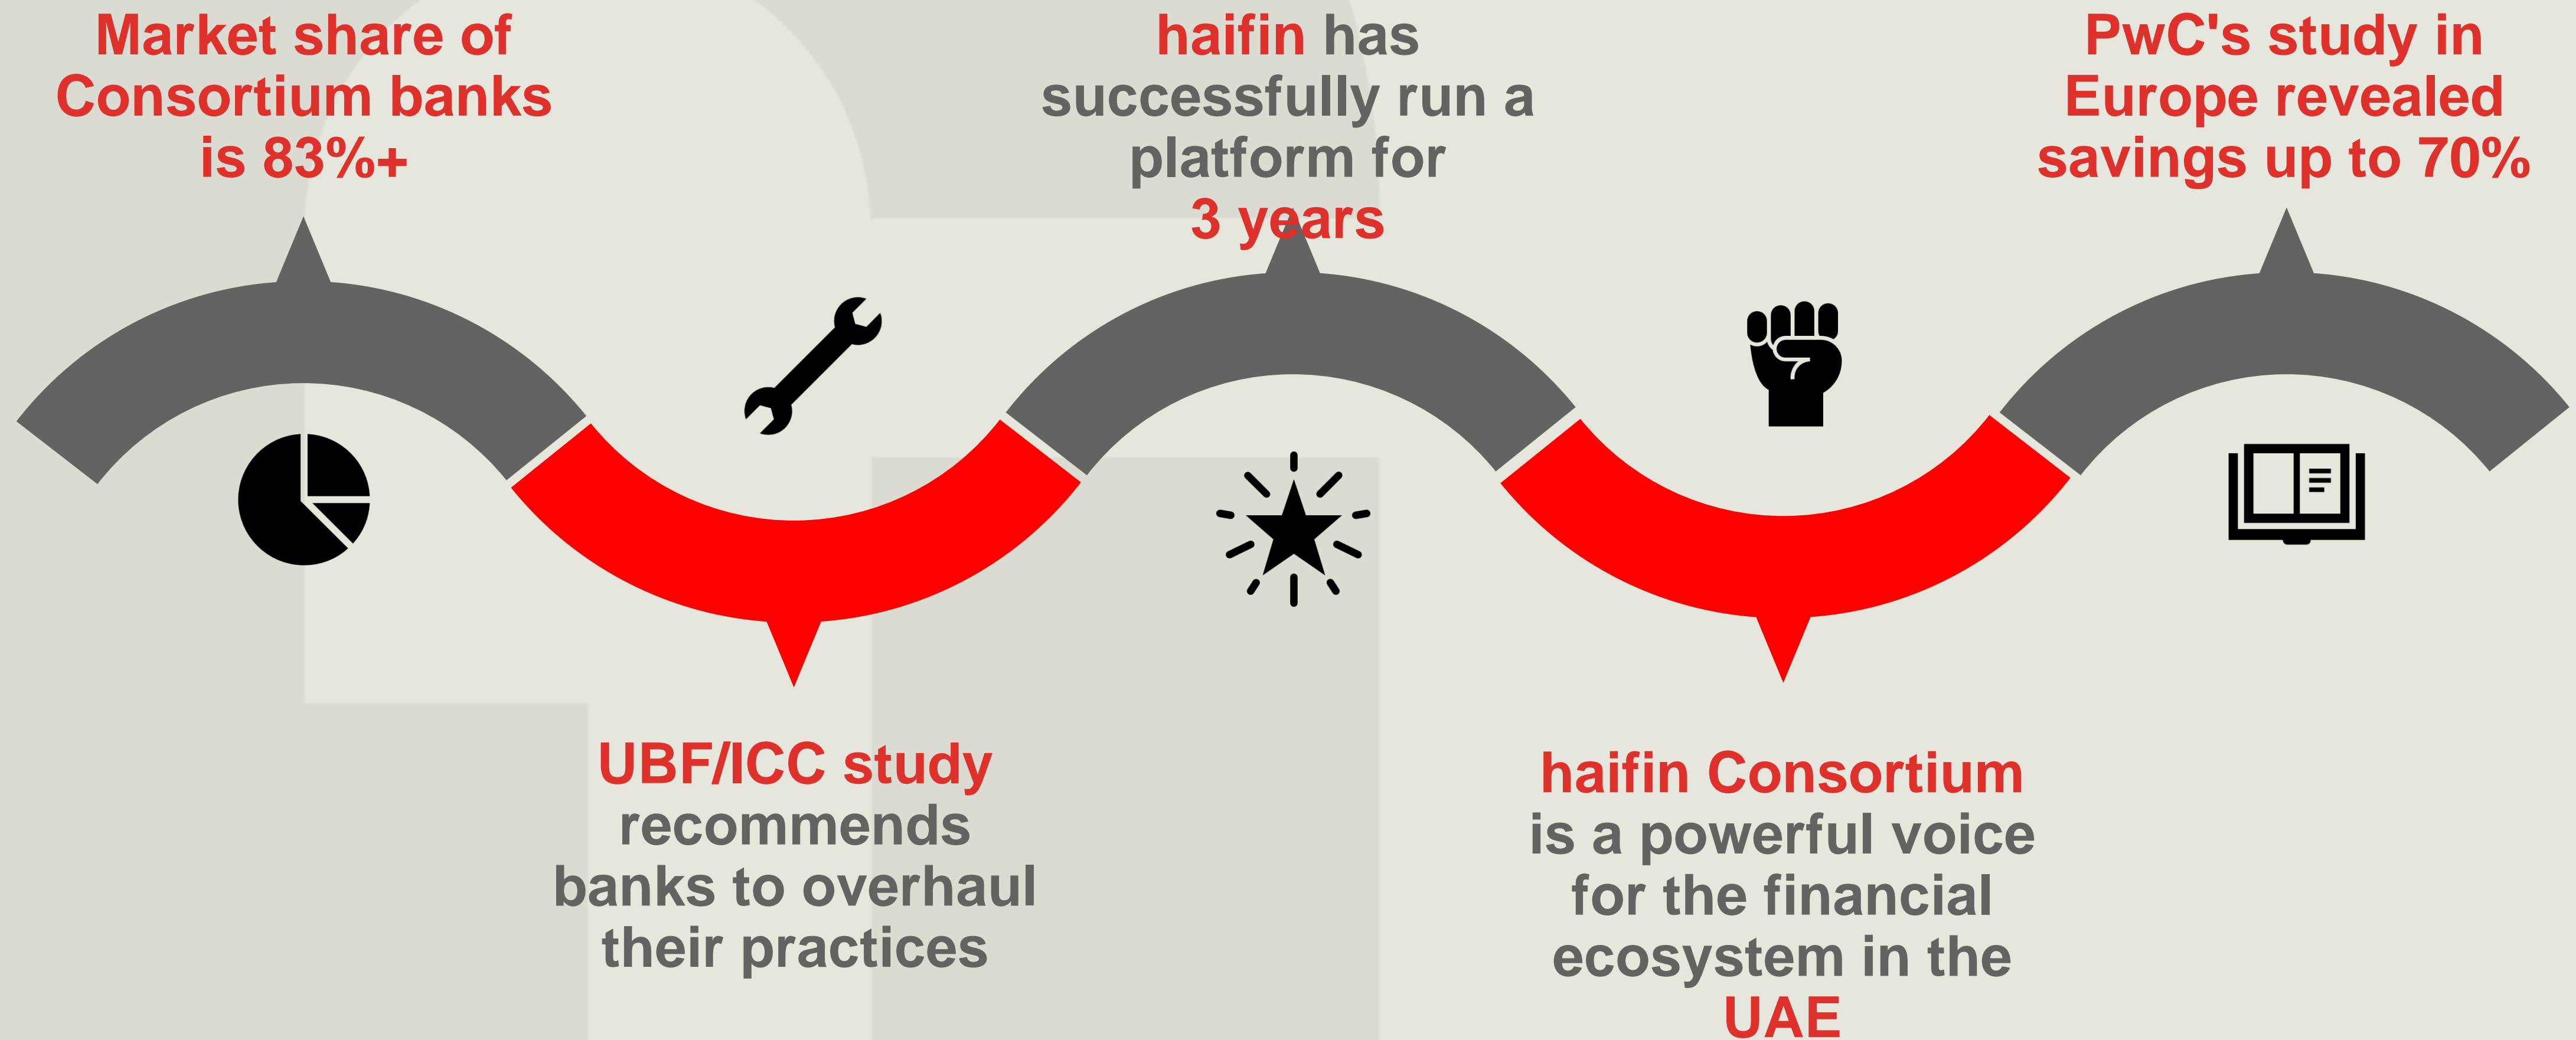 Market share of
Consortium banks
is 83%+
UBF/ICC study
recommends
banks to overhaul
their practices
haifin has
successfully run a
platform for
3 years
haifin Consortium
is a powerful voice
for the financial
ecosystem in the
UAE
PwC's study in
Europe revealed
savings up to 70%